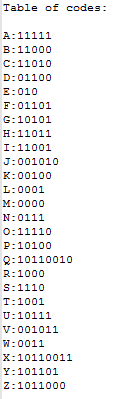 Table of codes:
A:11111
B:11000
C:11010
D:01100
E:010
F:01101
G:10101
H:11011
I:11001
J:001010
K:00100
L:0001
M:0000
N:0111
O:11110
P:10100
Q:10110010
R:1000
S:1110
T:1001
U:10111
V:001011
W:0011
X:10110011
Y:101101
Z:1011000